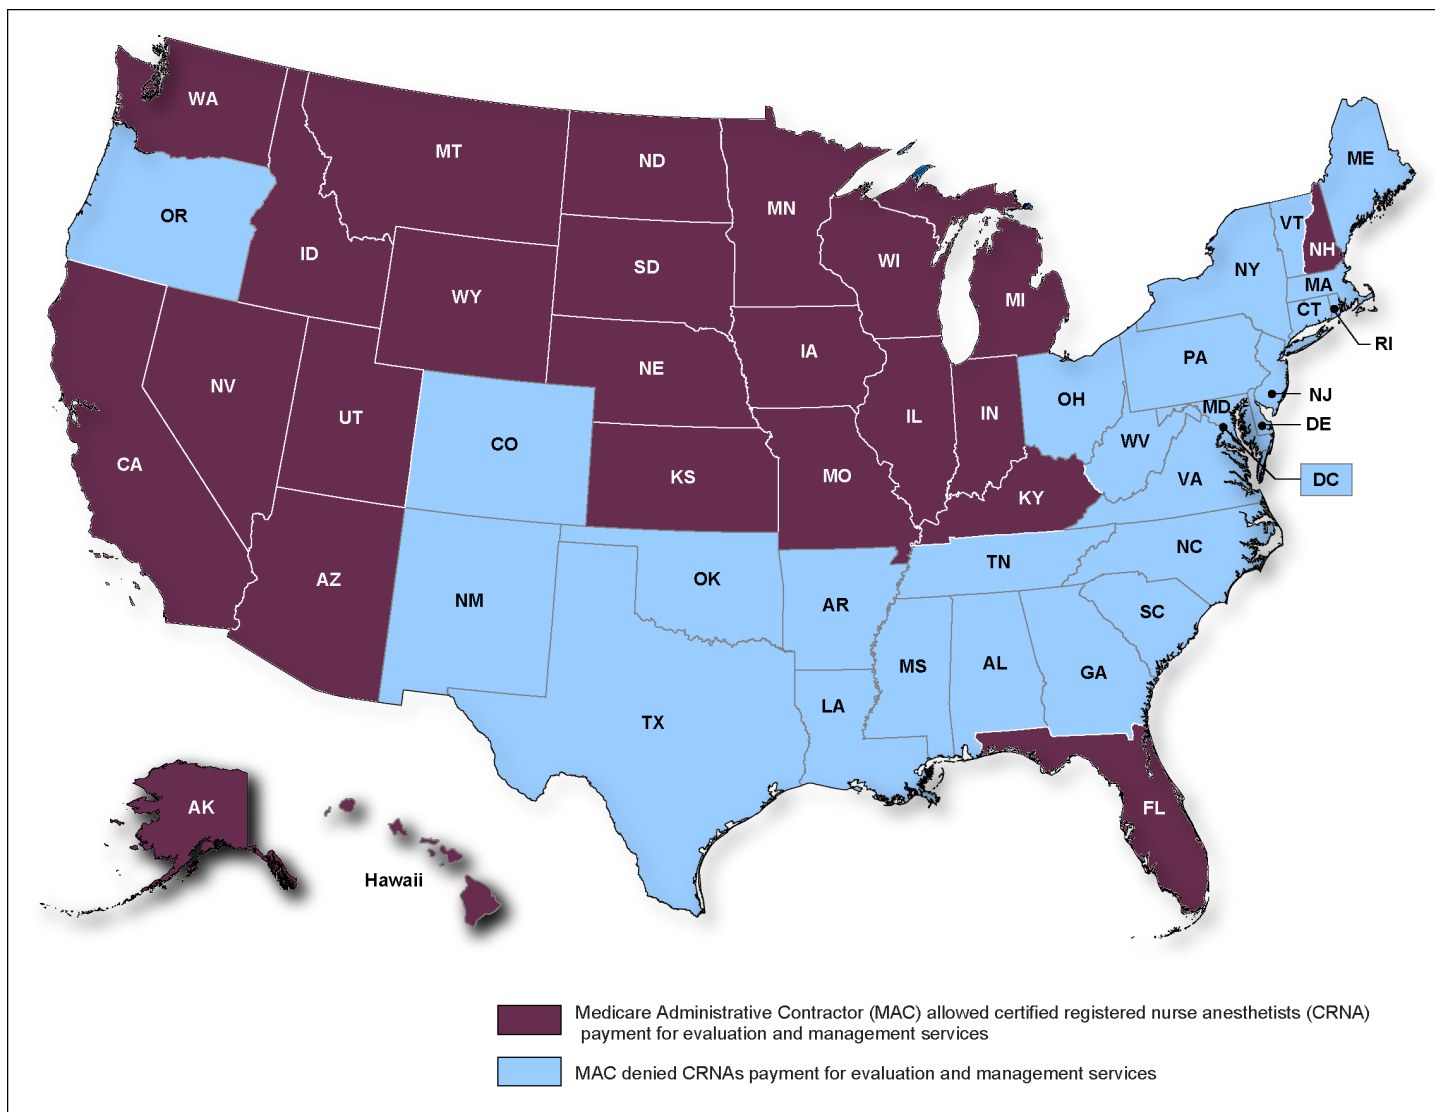 WA
MT
ND
ME
MN
OR
VT
NH
ID
SD
WI
NY
WY
MI
MA
CT
RI
IA
PA
NE
NV
NJ
OH
MD
UT
IL
IN
DE
CO
WV
CA
KS
MO
DC
VA
KY
NC
AZ
OK
TN
NM
AR
SC
MS
AL
GA
LA
TX
AK
FL
Hawaii
Medicare Administrative Contractor (MAC) allowed certified registered nurse anesthetists (CRNA)
payment for evaluation and management services
MAC denied CRNAs payment for evaluation and management services